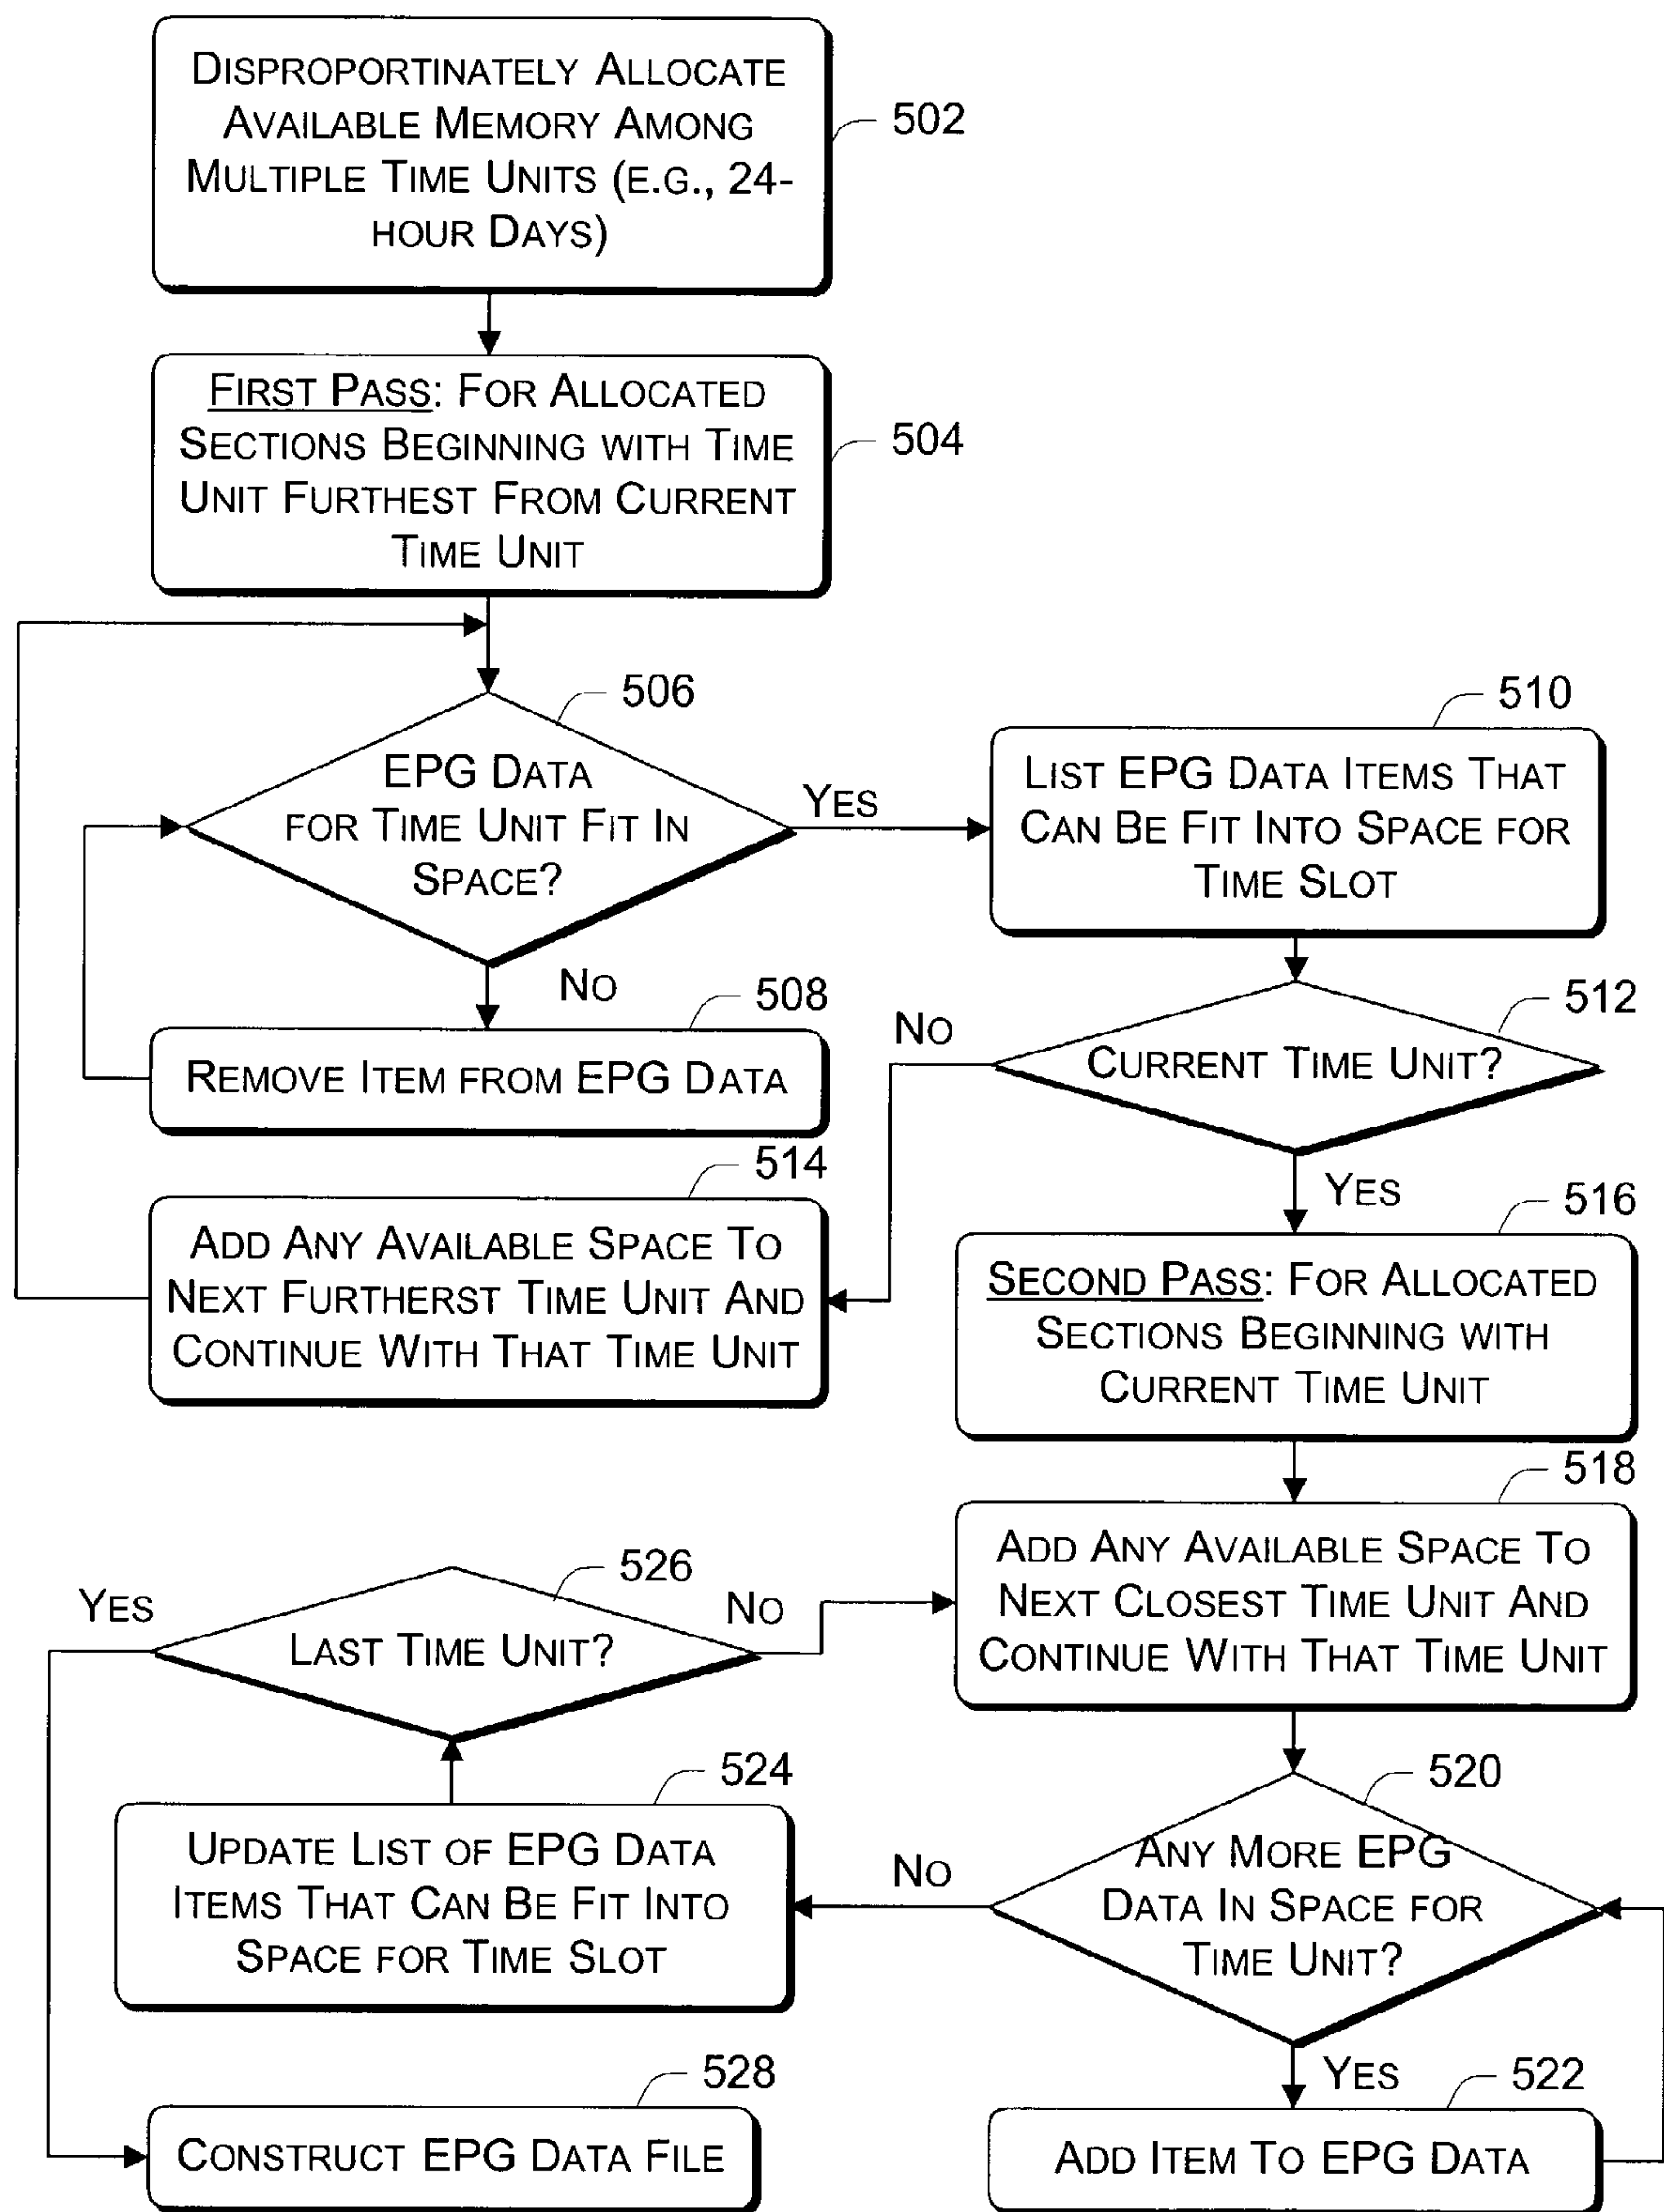 DISPROPORTINATELY ALLOCATE
AVAILABLE MEMORY AMONG
MULTIPLE TIME UNITS (E.G., 24-
HOUR DAYS)
502
FIRST PASS: FOR ALLOCATED
SECTIONS BEGINNING WITH TIME
UNIT FURTHEST FROM CURRENT
TIME UNIT
504
506
EPG DATA
FOR TIME UNIT FIT IN
SPACE?
YES
NO
508
REMOVE ITEM FROM EPG DATA
510
LIST EPG DATA ITEMS THAT
CAN BE FIT INTO SPACE FOR
TIME SLOT
512
CURRENT TIME UNIT?
NO
YES
514
ADD ANY AVAILABLE SPACE TO
NEXT FURTHERST TIME UNIT AND
CONTINUE WITH THAT TIME UNIT
516
SECOND PASS: FOR ALLOCATED
SECTIONS BEGINNING WITH
CURRENT TIME UNIT
518
ADD ANY AVAILABLE SPACE TO
NEXT CLOSEST TIME UNIT AND
CONTINUE WITH THAT TIME UNIT
520
ANY MORE EPG
DATA IN SPACE FOR
TIME UNIT?
NO
YES
522
ADD ITEM TO EPG DATA
524
UPDATE LIST OF EPG DATA
ITEMS THAT CAN BE FIT INTO
SPACE FOR TIME SLOT
526
LAST TIME UNIT?
YES
NO
528
CONSTRUCT EPG DATA FILE